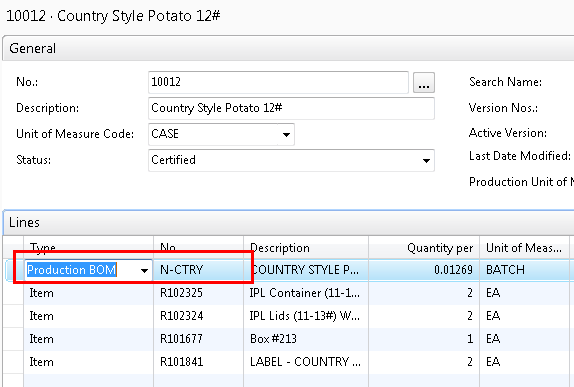 10012 · Country Style Potato 12#
General
No.: 10012 ... Search Name:
Description: Country Style Potato 12# Version Nos.:
Unit of Measure Code: CASE Active Version:
Status: Certified Last Date Modified:
Production Unit of M
Lines
Type No. Description Quantity per Unit of Meas...
Production BOM N-CTRY COUNTRY STYLE P... 0.01269 BATCH
Item R102325 IPL Container (11-1... 2 EA
Item R102324 IPL Lids (11-13#) W... 2 EA
Item R101677 Box #213 1 EA
Item R101841 LABEL - COUNTRY ... 2 EA